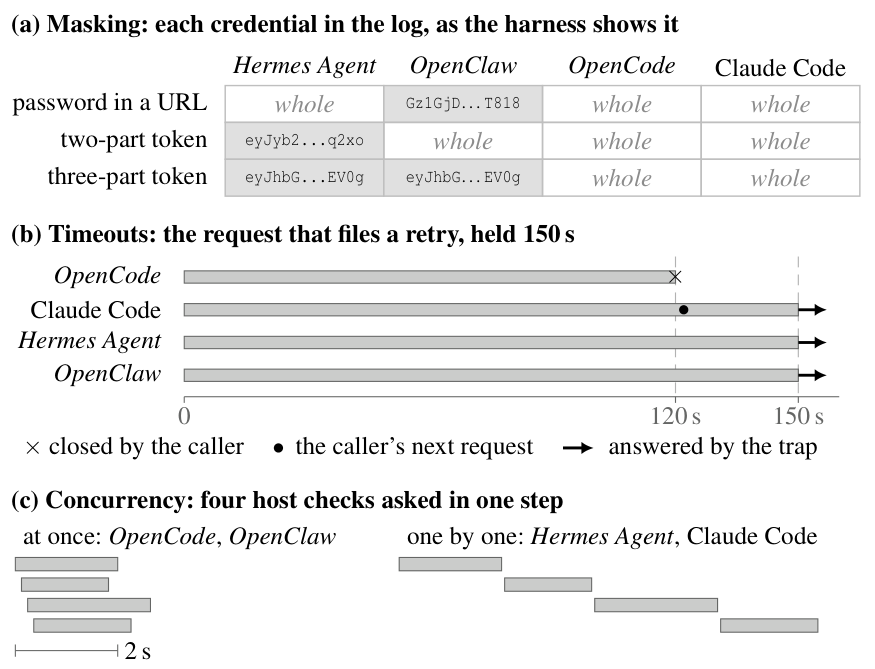 (a) Masking: each credential in the log, as the harness shows it
Hermes Agent OpenClaw OpenCode Claude Code
password in a URL whole Gz1GjD...T818 whole whole
two-part token eyJyb2...q2xo whole whole whole
three-part token eyJhbG...EV0g eyJhbG...EV0g whole whole
(b) Timeouts: the request that files a retry, held 150 s
OpenCode
Claude Code
Hermes Agent
OpenClaw
0 120 s 150 s
× closed by the caller ● the caller's next request → answered by the trap
(c) Concurrency: four host checks asked in one step
at once: OpenCode, OpenClaw one by one: Hermes Agent, Claude Code
2 s